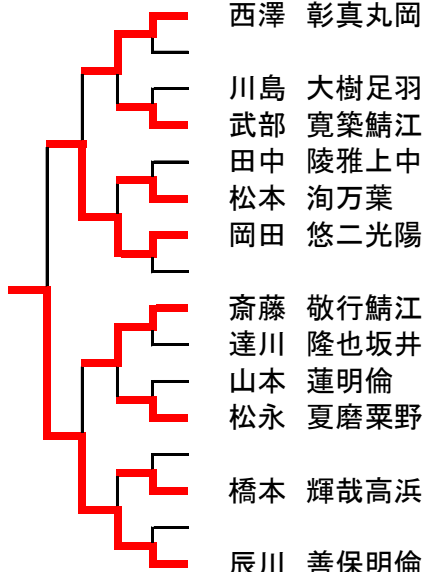 西澤 彰真丸岡
川島 大樹足羽
武部 寛築鯖江
田中 陵雅上中
松本 洵万葉
岡田 悠二光陽
斎藤 敬行鯖江
達川 隆也坂井
山本 蓮明倫
松永 夏磨粟野
橋本 輝哉高浜
辰川 善保明倫